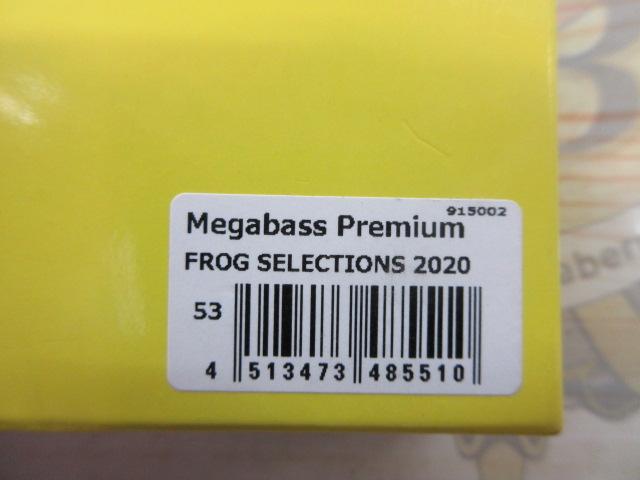 915002
Megabass Premium
FROG SELECTIONS 2020
53
4 513473 485510